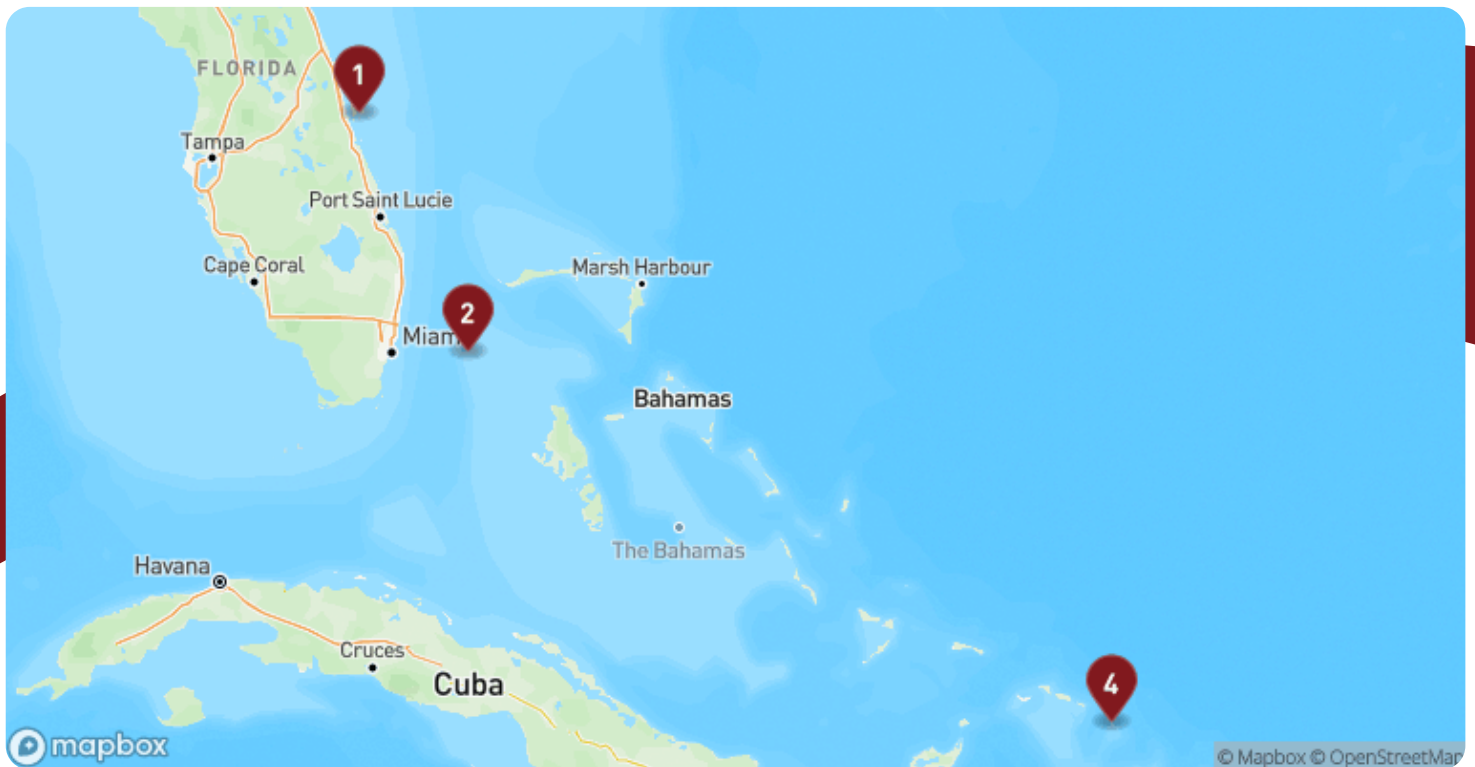 FLORIDA
1
Tampa
Port Saint Lucie
Cape Coral
Marsh Harbour
2
Miam
Bahamas
The Bahamas
Havana
Cruces
Cuba
4
mapbox
© Mapbox © OpenStreetMap